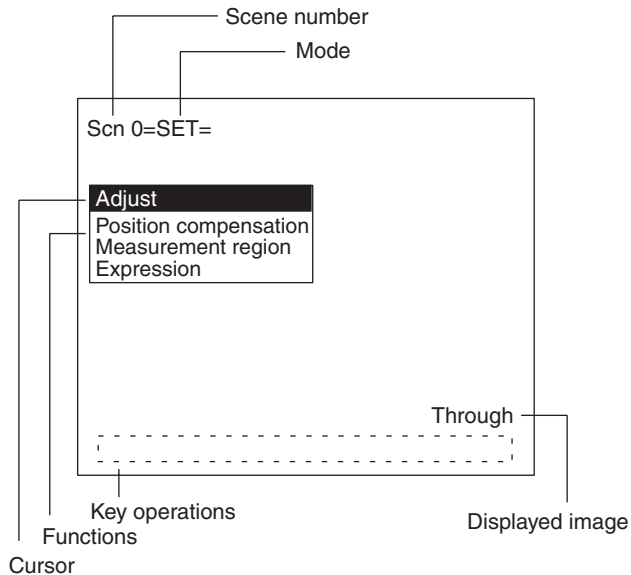 Scene number
Mode
Scn 0=SET=
Adjust
Position compensation
Measurement region
Expression
Through
Key operations
Displayed image
Functions
Cursor